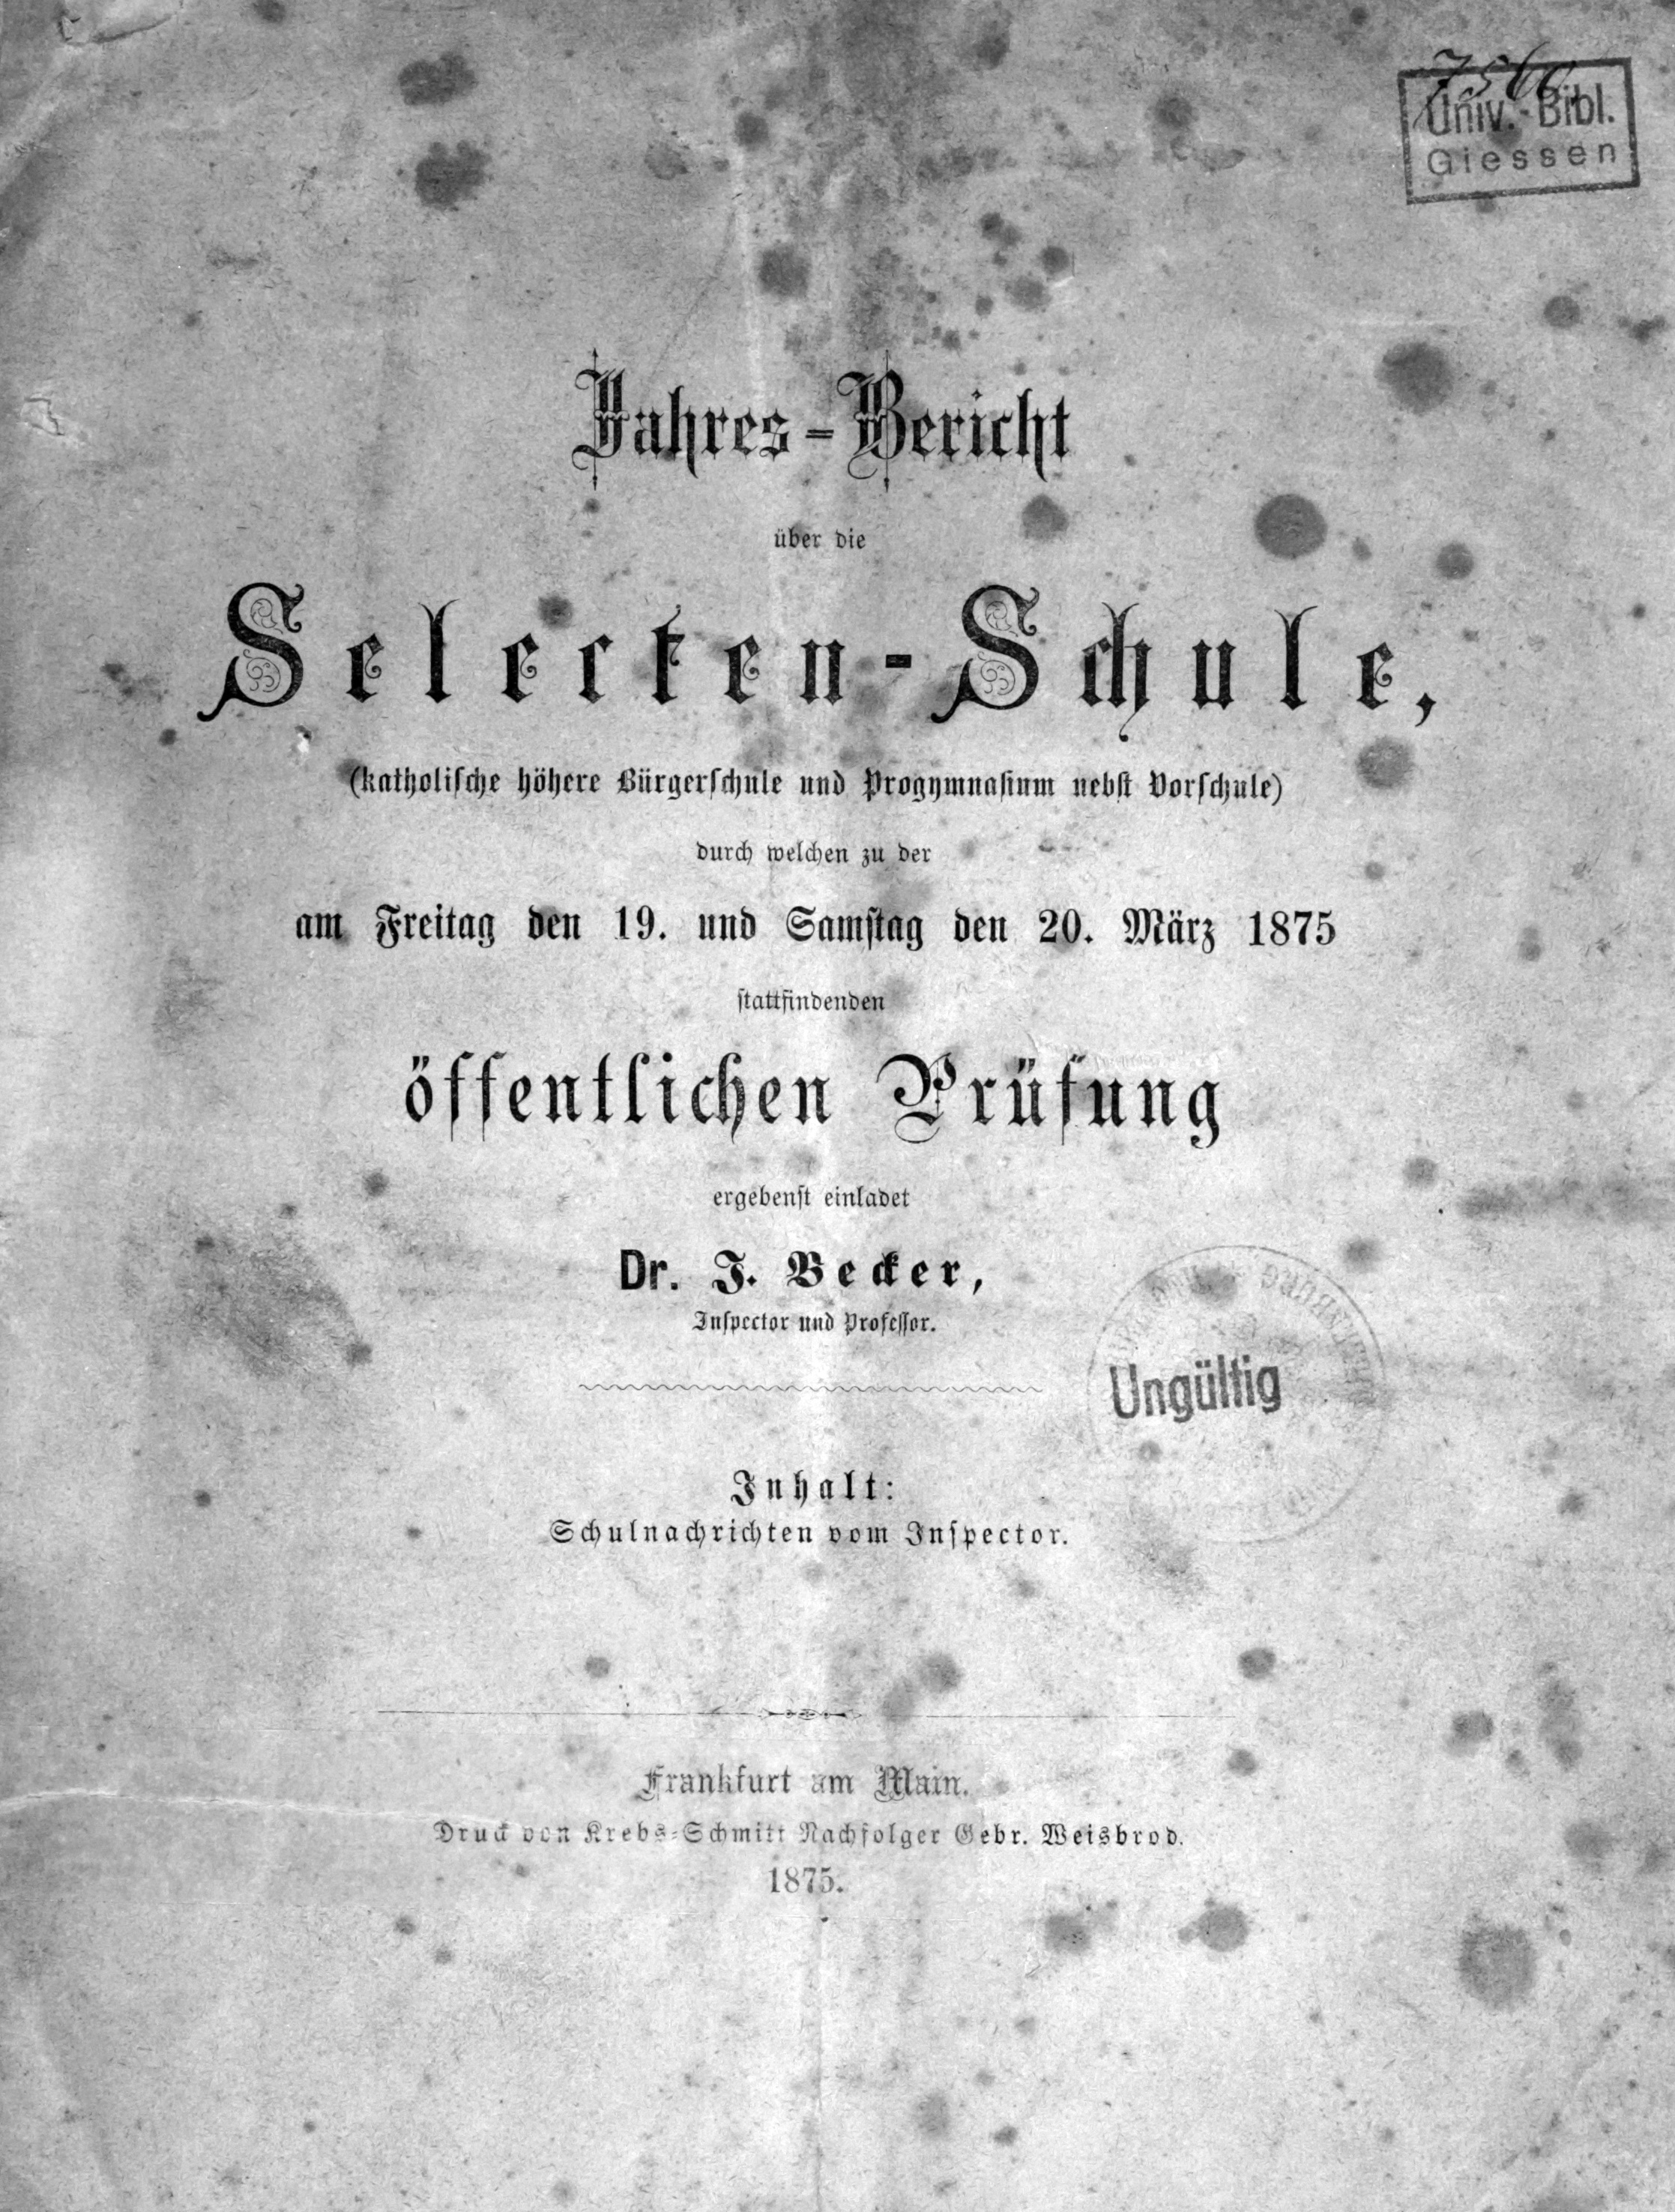 7560.
Univ.-Bibl.
Giessen
Jahres-Bericht
über die
Selecten-Schule,
(katholische höhere Bürgerschule und Progymnasium nebst Vorschule)
durch welchen zu der
am Freitag den 19. und Samstag den 20. März 1875
stattfindenden
öffentlichen Prüfung
ergebenst einladet
Dr. J. Becker,
Inspector und Professor.
Ungültig
Inhalt:
Schulnachrichten vom Inspector.
Frankfurt am Main.
Druck von Krebs-Schmitt Nachfolger Gebr. Weisbrod.
1875.